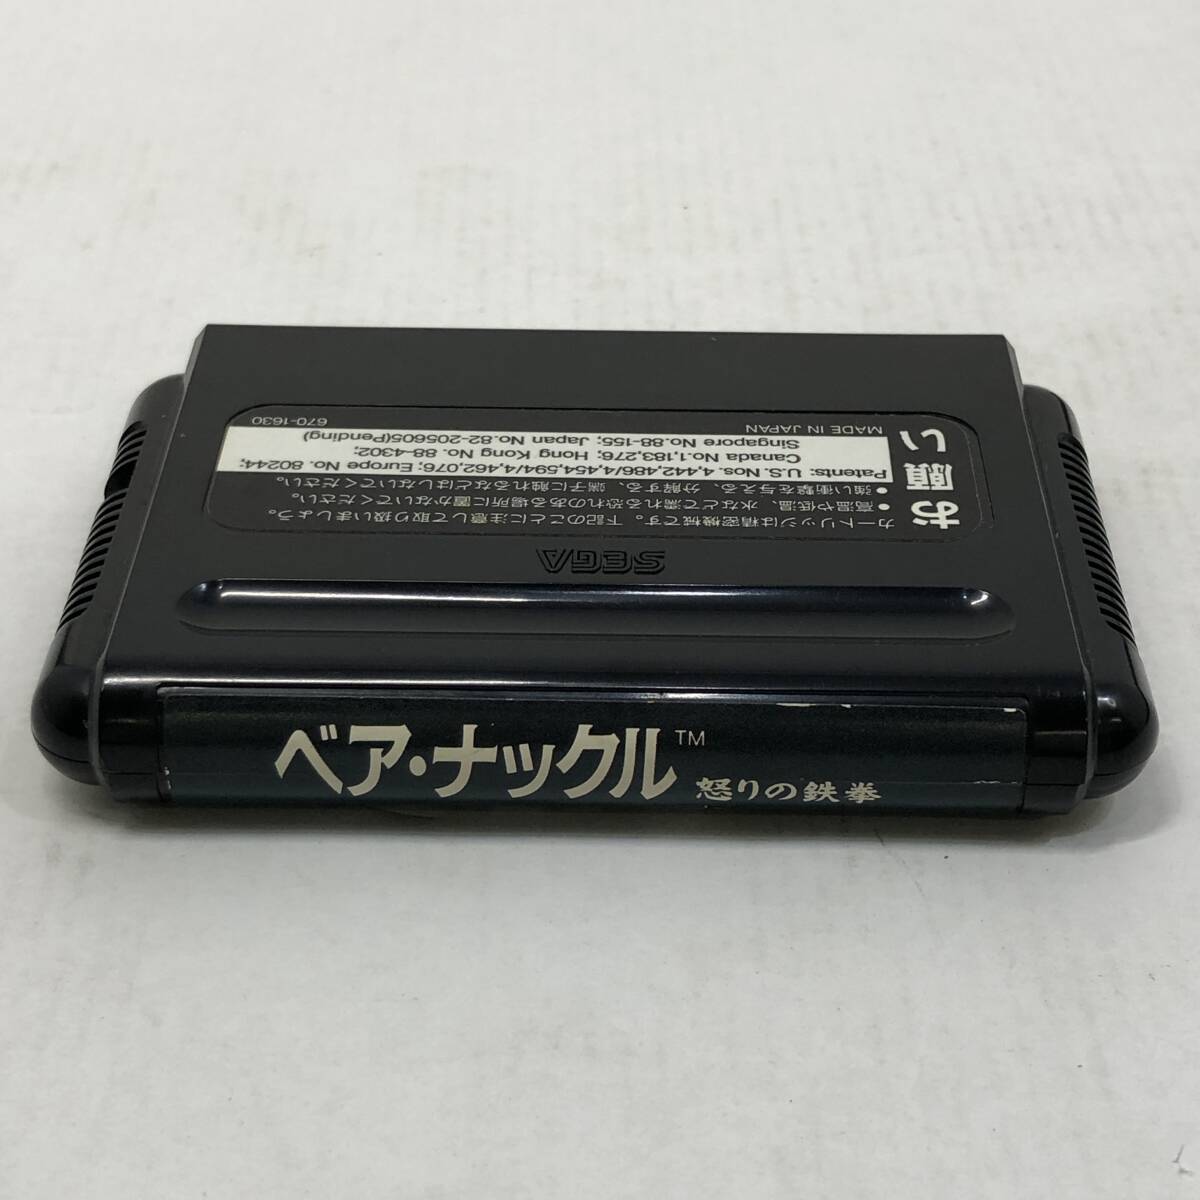 ベア・ナックル™
怒りの鉄拳
SEGA
お願い
カートリッジは精密機械です。下記のことに注意して取り扱いましょう。
• 高温や低温、水などで濡れる恐れのある場所に置かないでください。
• 強い衝撃を与える、分解する、端子に触れるなどはしないでください。
Patents: U.S. Nos. 4,442,486/4,454,594/4,462,076; Europe No. 80244;
Canada No.1,183,276; Hong Kong No. 88-4302;
Singapore No.88-155; Japan No.82-205605(Pending)
MADE IN JAPAN
670-1630